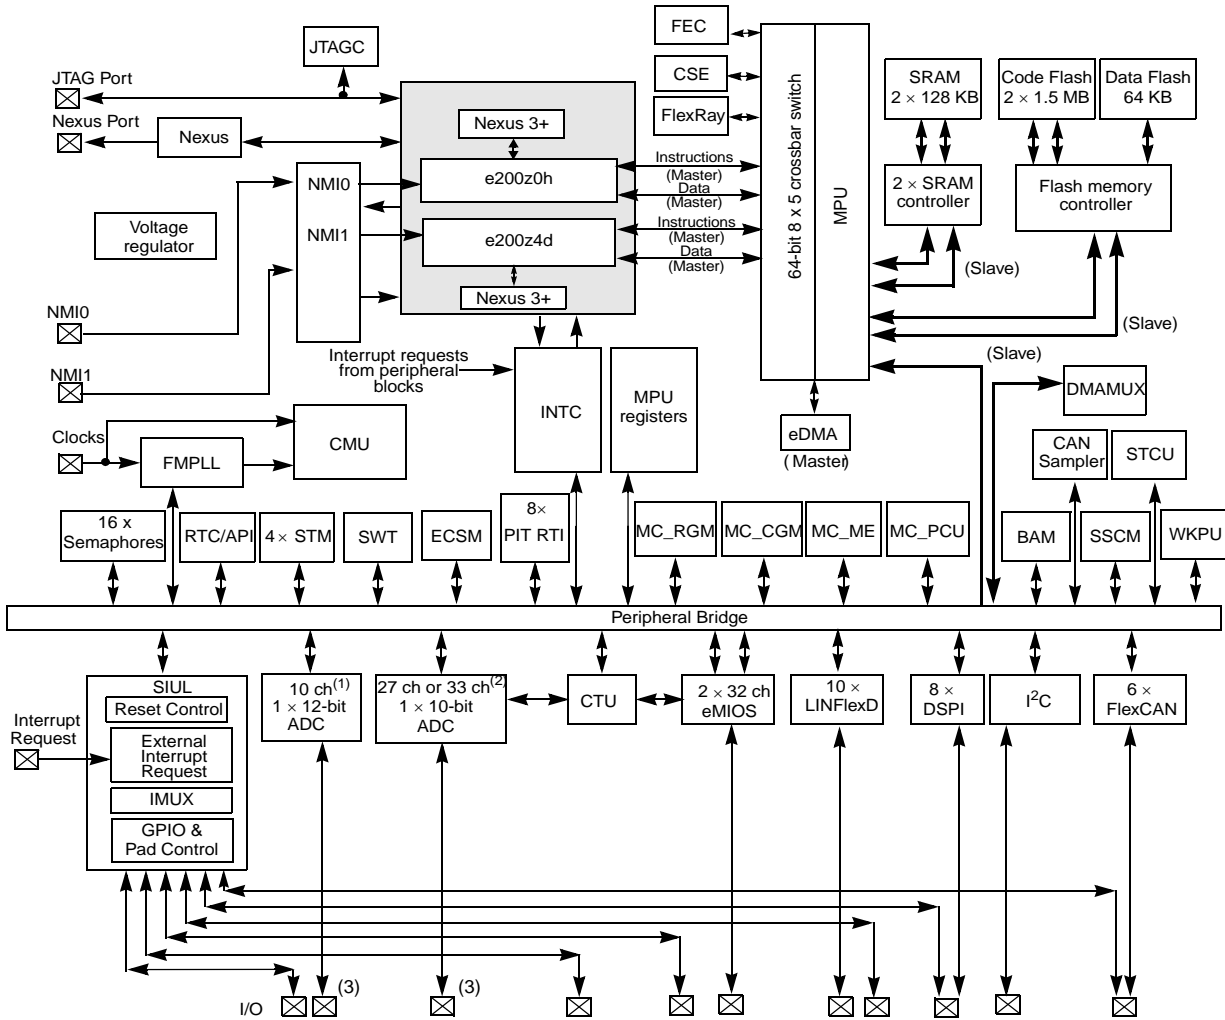 FEC
JTAGC
CSE
JTAG Port
FlexRay
SRAM
2 × 128 KB
Code Flash
2 × 1.5 MB
Data Flash
64 KB
Nexus Port
Nexus
Nexus 3+
e200z0h
Instructions
(Master)
Data
(Master)
Instructions
(Master)
Data
(Master)
64-bit 8 x 5 crossbar switch
MPU
2 × SRAM
controller
Flash memory
controller
NMI0
NMI1
e200z4d
Nexus 3+
Voltage
regulator
(Slave)
(Slave)
(Slave)
NMI0
NMI1
Interrupt requests
from peripheral
blocks
INTC
MPU
registers
DMAMUX
eDMA
(Master)
Clocks
FMPLL
CMU
CAN
Sampler
STCU
16 x
Semaphores
RTC/API
4 × STM
SWT
ECSM
8×
PIT RTI
MC_RGM
MC_CGM
MC_ME
MC_PCU
BAM
SSCM
WKPU
Peripheral Bridge
SIUL
Reset Control
External
Interrupt
Request
IMUX
GPIO &
Pad Control
Interrupt
Request
10 ch(1)
1 × 12-bit
ADC
27 ch or 33 ch(2)
1 × 10-bit
ADC
CTU
2 × 32 ch
eMIOS
10 ×
LINFlexD
8 ×
DSPI
I²C
6 ×
FlexCAN
(3)
(3)
I/O